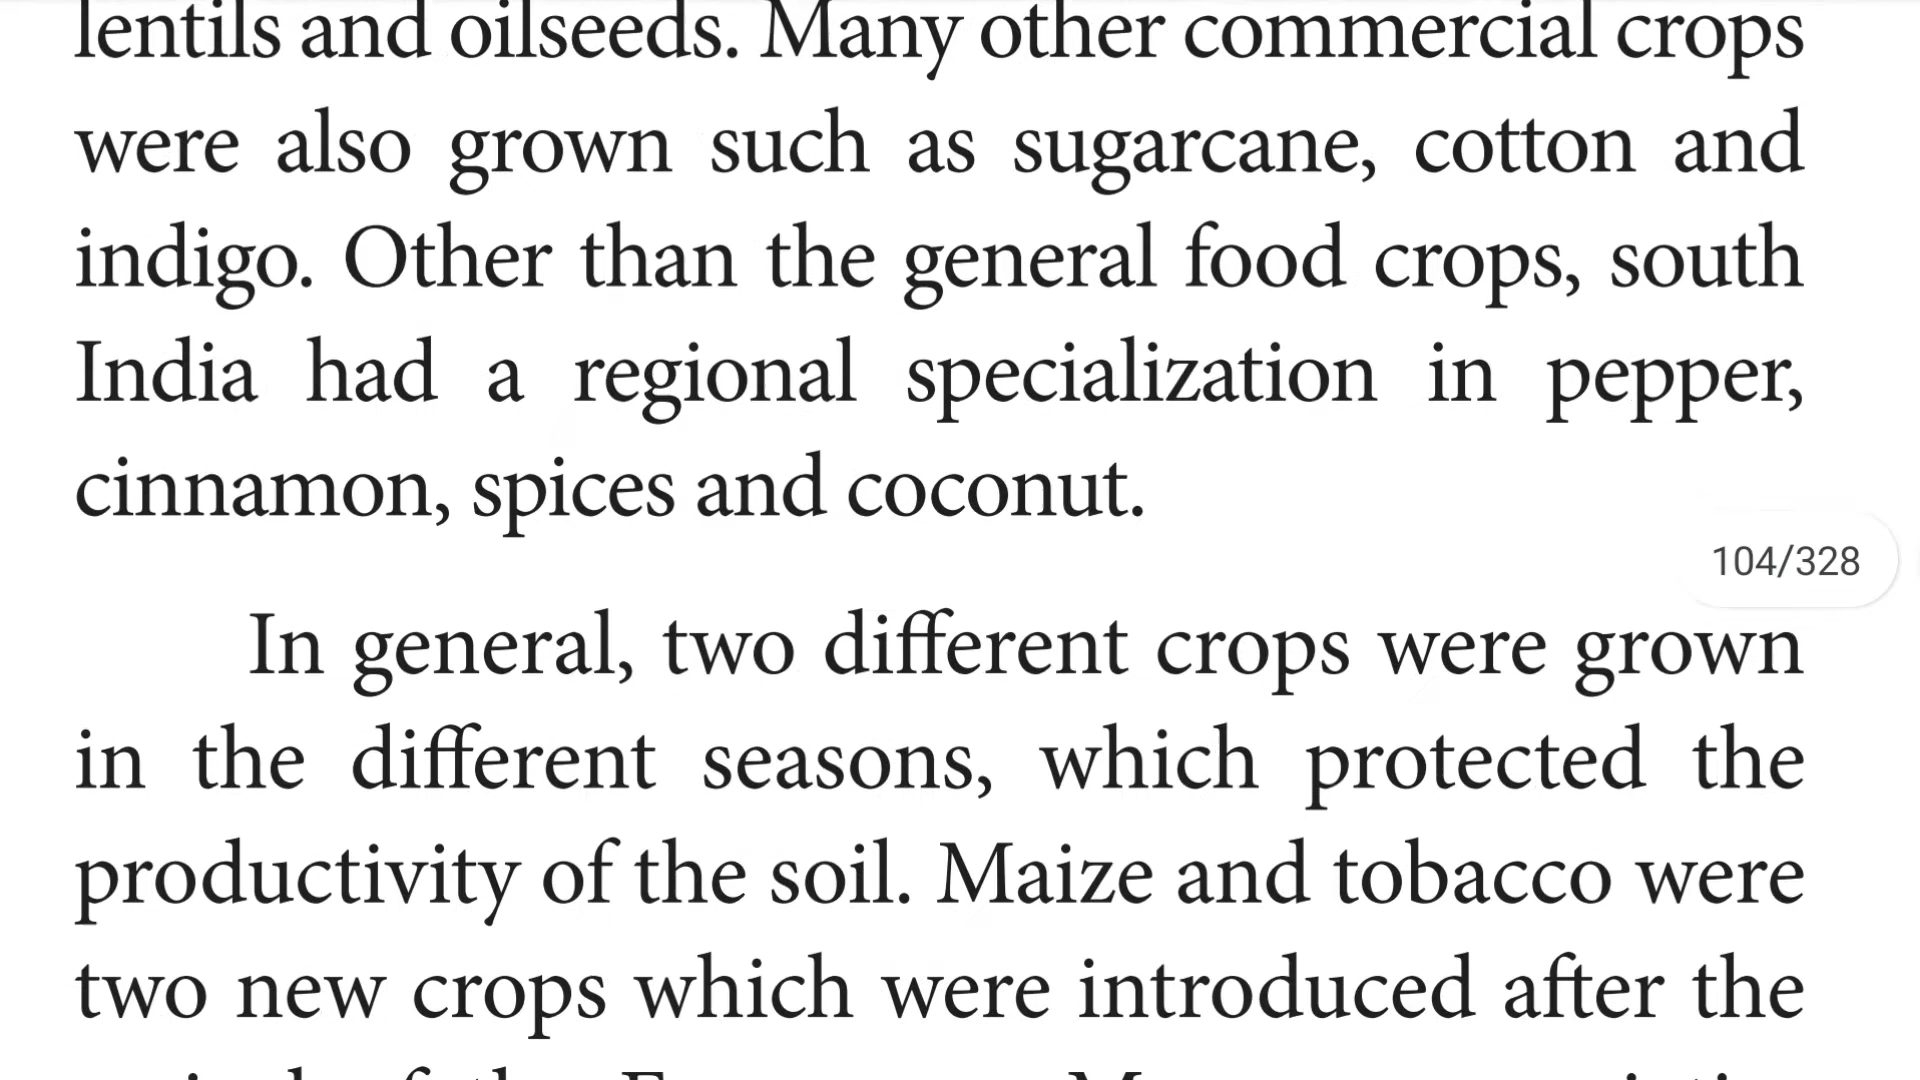 lentils and oilseeds. Many other commercial crops
were also grown such as sugarcane, cotton and
indigo. Other than the general food crops, south
India had a regional specialization in pepper,
cinnamon, spices and coconut.
104/328
In general, two different crops were grown
in the different seasons, which protected the
productivity of the soil. Maize and tobacco were
two new crops which were introduced after the